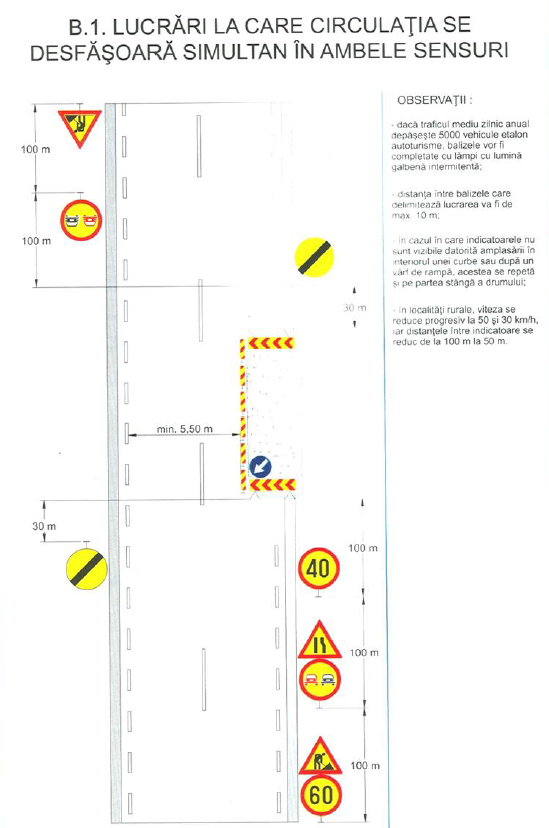 B.1. LUCRĂRI LA CARE CIRCULAŢIA SE
DESFĂŞOARĂ SIMULTAN ÎN AMBELE SENSURI
OBSERVAŢII :
- dacă traficul mediu zilnic anual
depăşeşte 5000 vehicule etalon
autoturisme, balizele vor fi
completate cu lămpi cu lumină
galbenă intermitentă;
- distanţa între balizele care
delimitează lucrarea va fi de
max. 10 m;
- în cazul în care indicatoarele nu
sunt vizibile datorită amplasării în
interiorul unei curbe sau după un
vârf de rampă, acestea se repetă
şi pe partea stângă a drumului;
- în localităţi rurale, viteza se
reduce progresiv la 50 şi 30 km/h,
iar distanţele între indicatoare se
reduc de la 100 m la 50 m.
100 m
100 m
30 m
min. 5,50 m
30 m
100 m
40
100 m
100 m
60